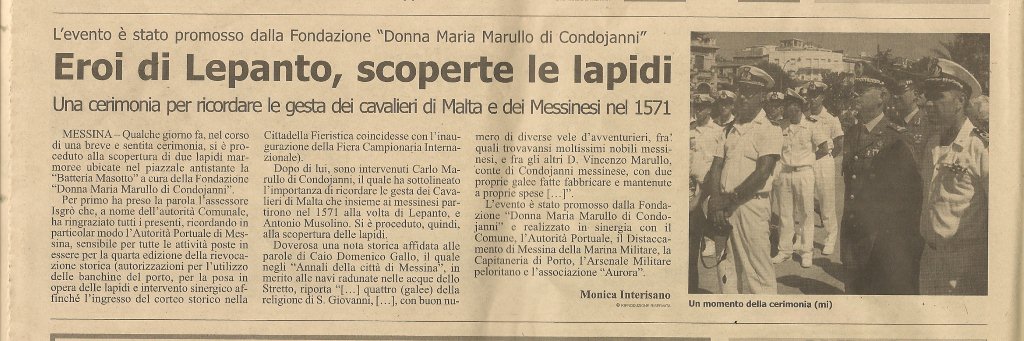 L'evento è stato promosso dalla Fondazione "Donna Maria Marullo di Condojanni"
Eroi di Lepanto, scoperte le lapidi
Una cerimonia per ricordare le gesta dei cavalieri di Malta e dei Messinesi nel 1571
MESSINA – Qualche giorno fa, nel corso
di una breve e sentita cerimonia, si è pro-
ceduto alla scopertura di due lapidi mar-
moree ubicate nel piazzale antistante la
"Batteria Masotto" a cura della Fondazione
"Donna Maria Marullo di Condojanni".
Per primo ha preso la parola l'assessore
Isgrò che, a nome dell'autorità Comunale,
ha ringraziato tutti i presenti, ricordando in
particolar modo l'Autorità Portuale di Mes-
sina, sensibile per tutte le attività poste in
essere per la quarta edizione della rievoca-
zione storica (autorizzazioni per l'utilizzo
delle banchine del porto, per la posa in
opera delle lapidi e intervento sinergico af-
finché l'ingresso del corteo storico nella
Cittadella Fieristica coincidesse con l'inau-
gurazione della Fiera Campionaria Interna-
zionale).
Dopo di lui, sono intervenuti Carlo Ma-
rullo di Condojanni, il quale ha sottolineato
l'importanza di ricordare le gesta dei Cava-
lieri di Malta che insieme ai messinesi par-
tirono nel 1571 alla volta di Lepanto, e
Antonio Musolino. Si è proceduto, quindi,
alla scopertura delle lapidi.
Doverosa una nota storica affidata alle
parole di Caio Domenico Gallo, il quale
negli "Annali della città di Messina", in
merito alle navi radunate nelle acque dello
Stretto, riporta "[…] quattro (galee) della
religione di S. Giovanni, […], con buon nu-
mero di diverse vele d'avventurieri, fra'
quali trovavansi moltissimi nobili messi-
nesi, e fra gli altri D. Vincenzo Marullo,
conte di Condojanni messinese, con due
proprie galee fatte fabbricare e mantenute
a proprie spese […]".
L'evento è stato promosso dalla Fonda-
zione "Donna Maria Marullo di Condo-
janni" e realizzato in sinergia con il
Comune, l'Autorità Portuale, il Distacca-
mento di Messina della Marina Militare, la
Capitaneria di Porto, l'Arsenale Militare
peloritano e l'associazione "Aurora".
Monica Interisano
© RIPRODUZIONE RISERVATA
Un momento della cerimonia (mi)